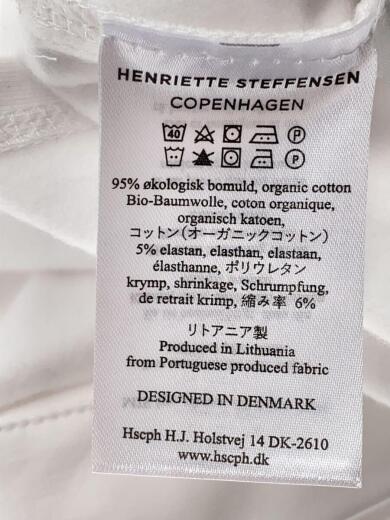 HENRIETTE STEFFENSEN
COPENHAGEN
40 P
P
95% økologisk bomuld, organic cotton
Bio-Baumwolle, coton organique,
organisch katoen,
コットン(オーガニックコットン)
5% elastan, elasthan, elastaan,
élasthanne, ポリウレタン
krymp, shrinkage, Schrumpfung,
de retrait krimp, 縮み率 6%
リトアニア製
Produced in Lithuania
from Portuguese produced fabric
DESIGNED IN DENMARK
Hscph H.J. Holstvej 14 DK-2610
www.hscph.dk